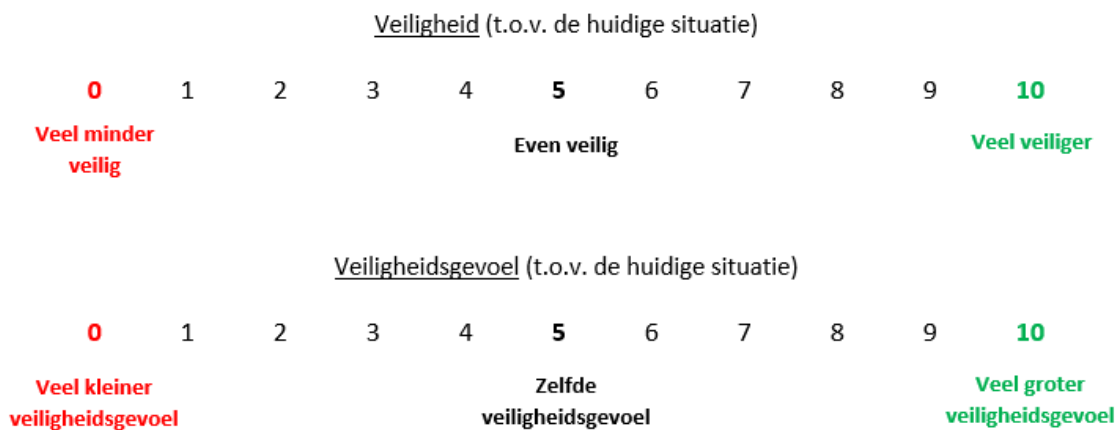 Veiligheid (t.o.v. de huidige situatie)
0 1 2 3 4 5 6 7 8 9 10
Veel minder veilig Even veilig Veel veiliger
Veiligheidsgevoel (t.o.v. de huidige situatie)
0 1 2 3 4 5 6 7 8 9 10
Veel kleiner Zelfde Veel groter
veiligheidsgevoel veiligheidsgevoel veiligheidsgevoel